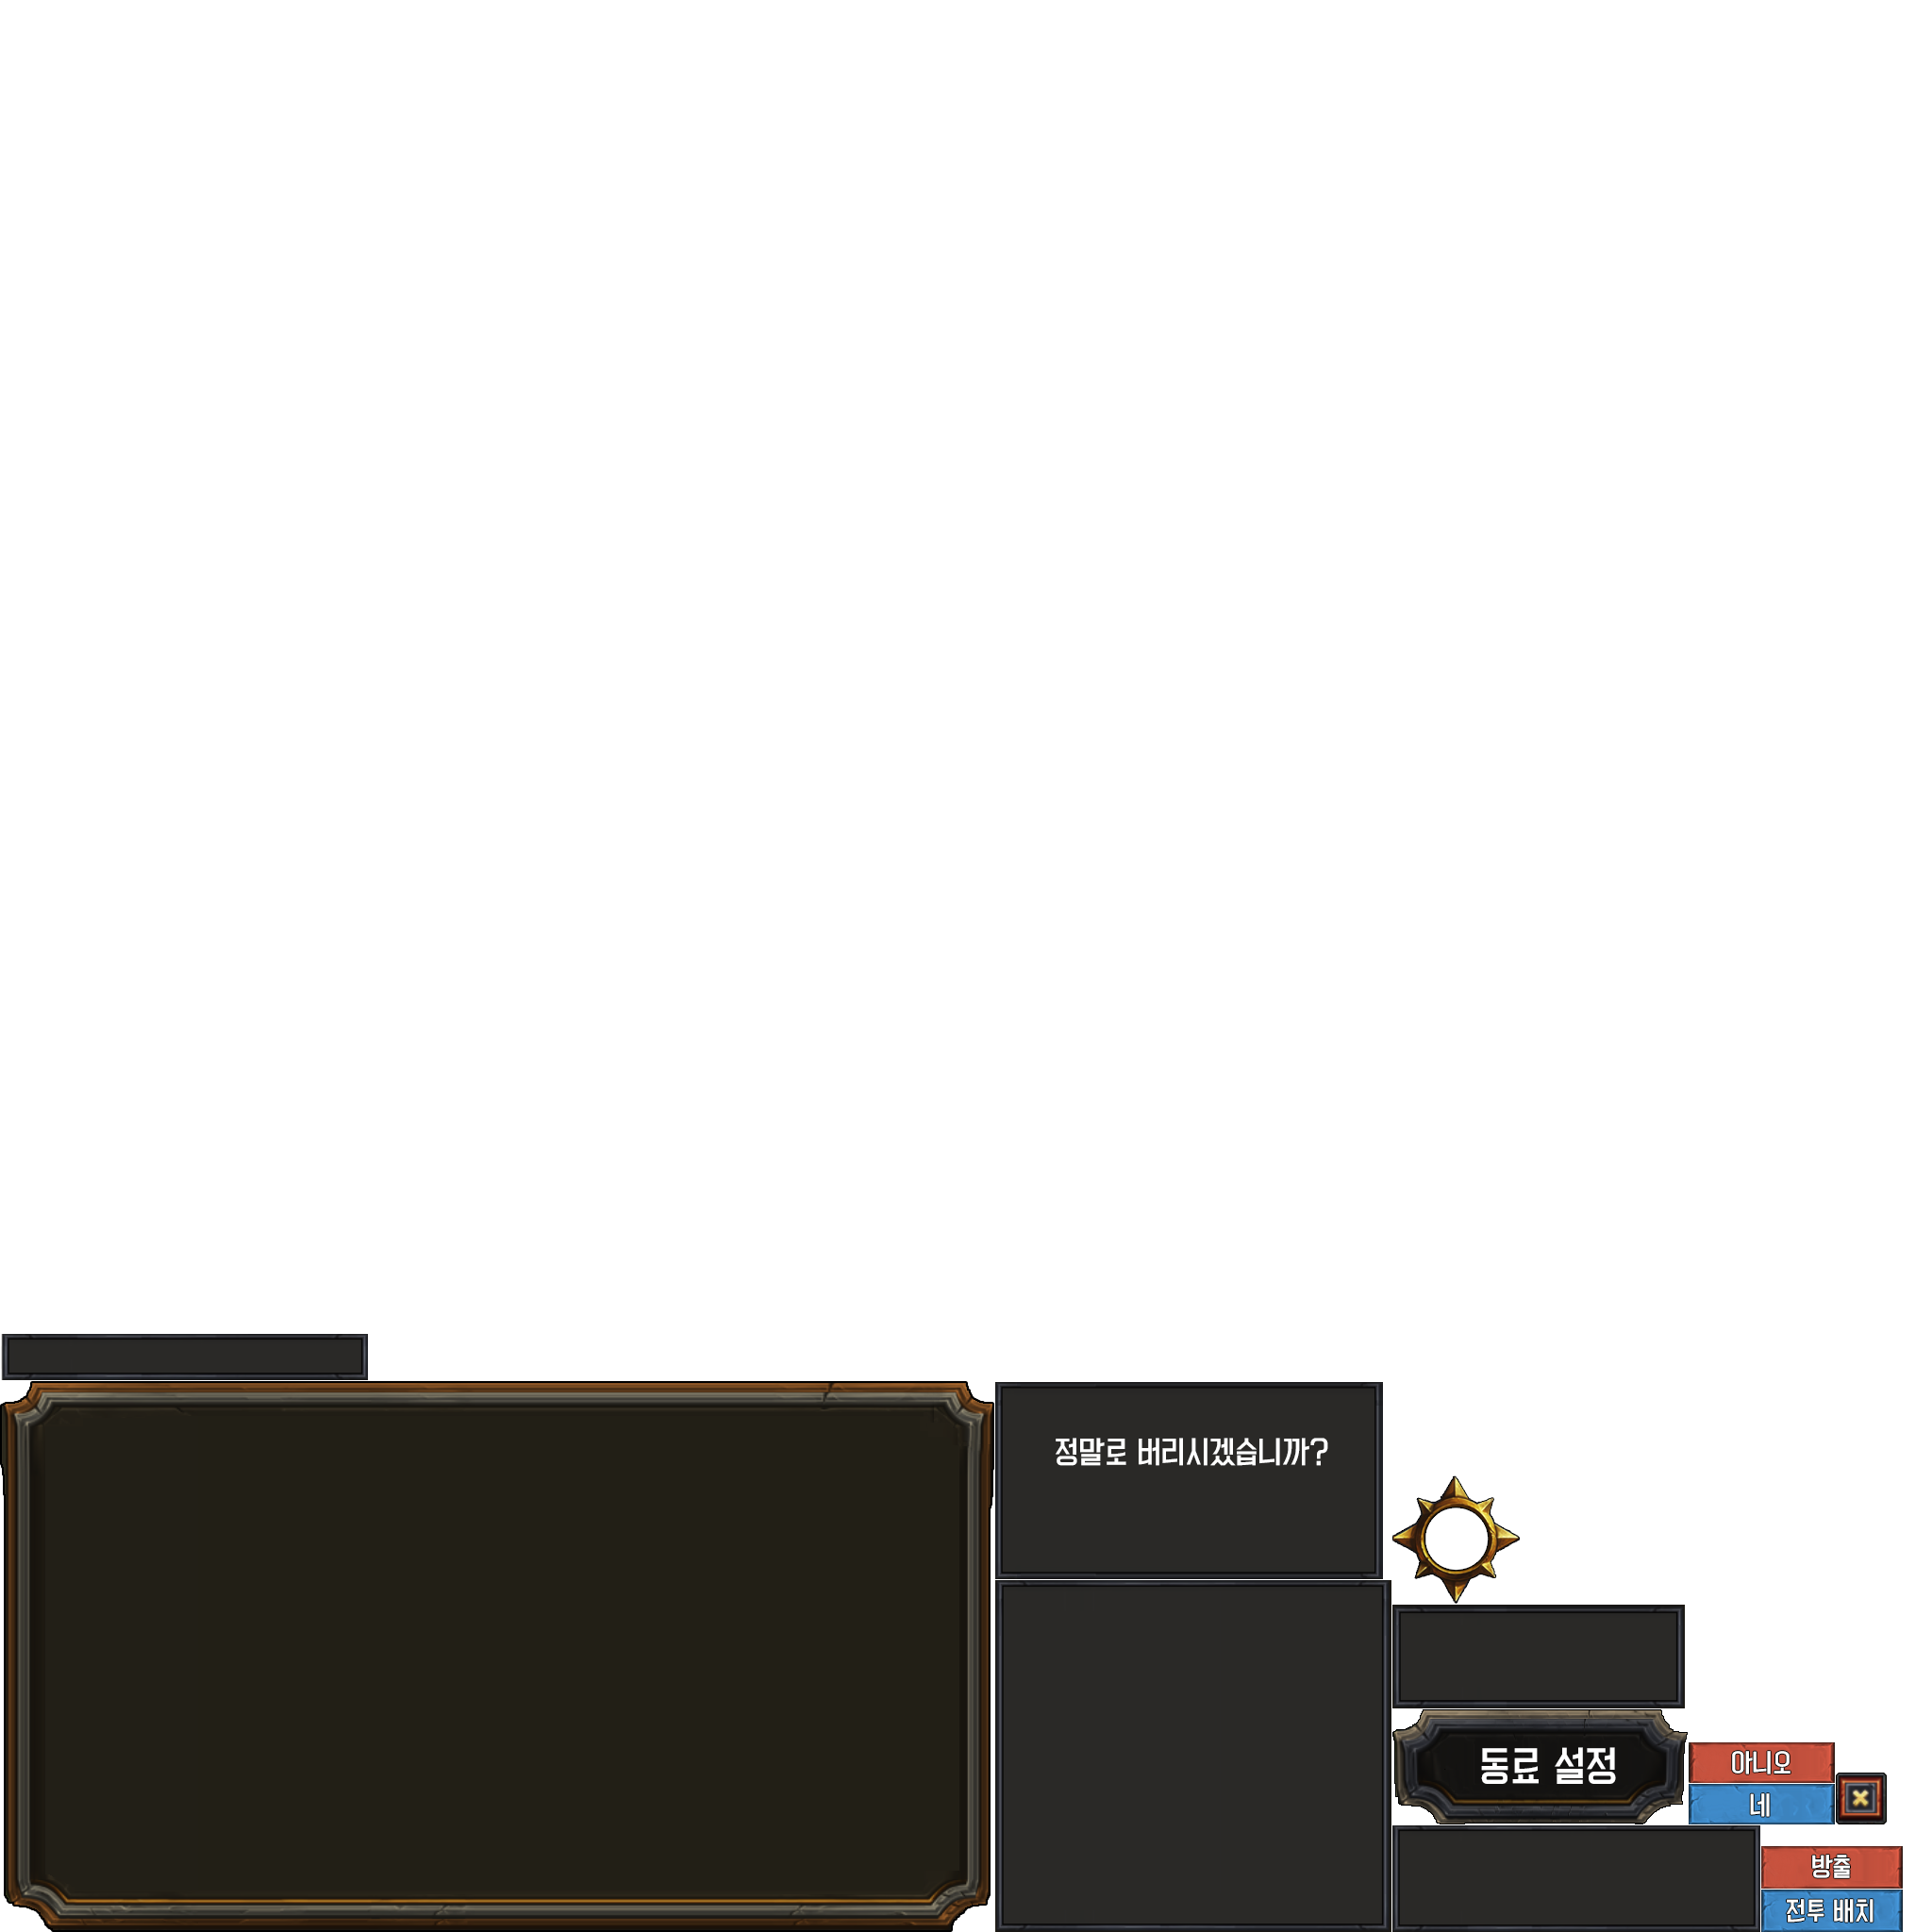 정말로 버리시겠습니까?
동료 설정
아니오
네
방출
전투 배치